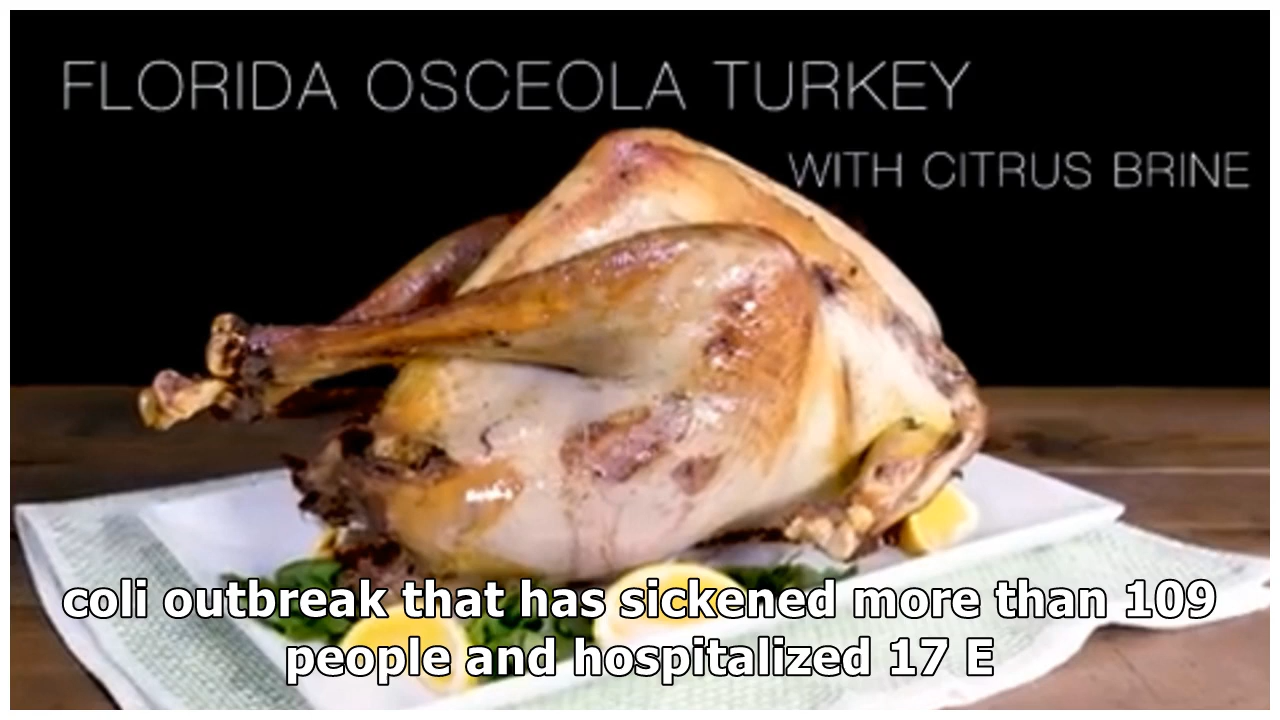 FLORIDA OSCEOLA TURKEY
WITH CITRUS BRINE
coli outbreak that has sickened more than 109
people and hospitalized 17 E